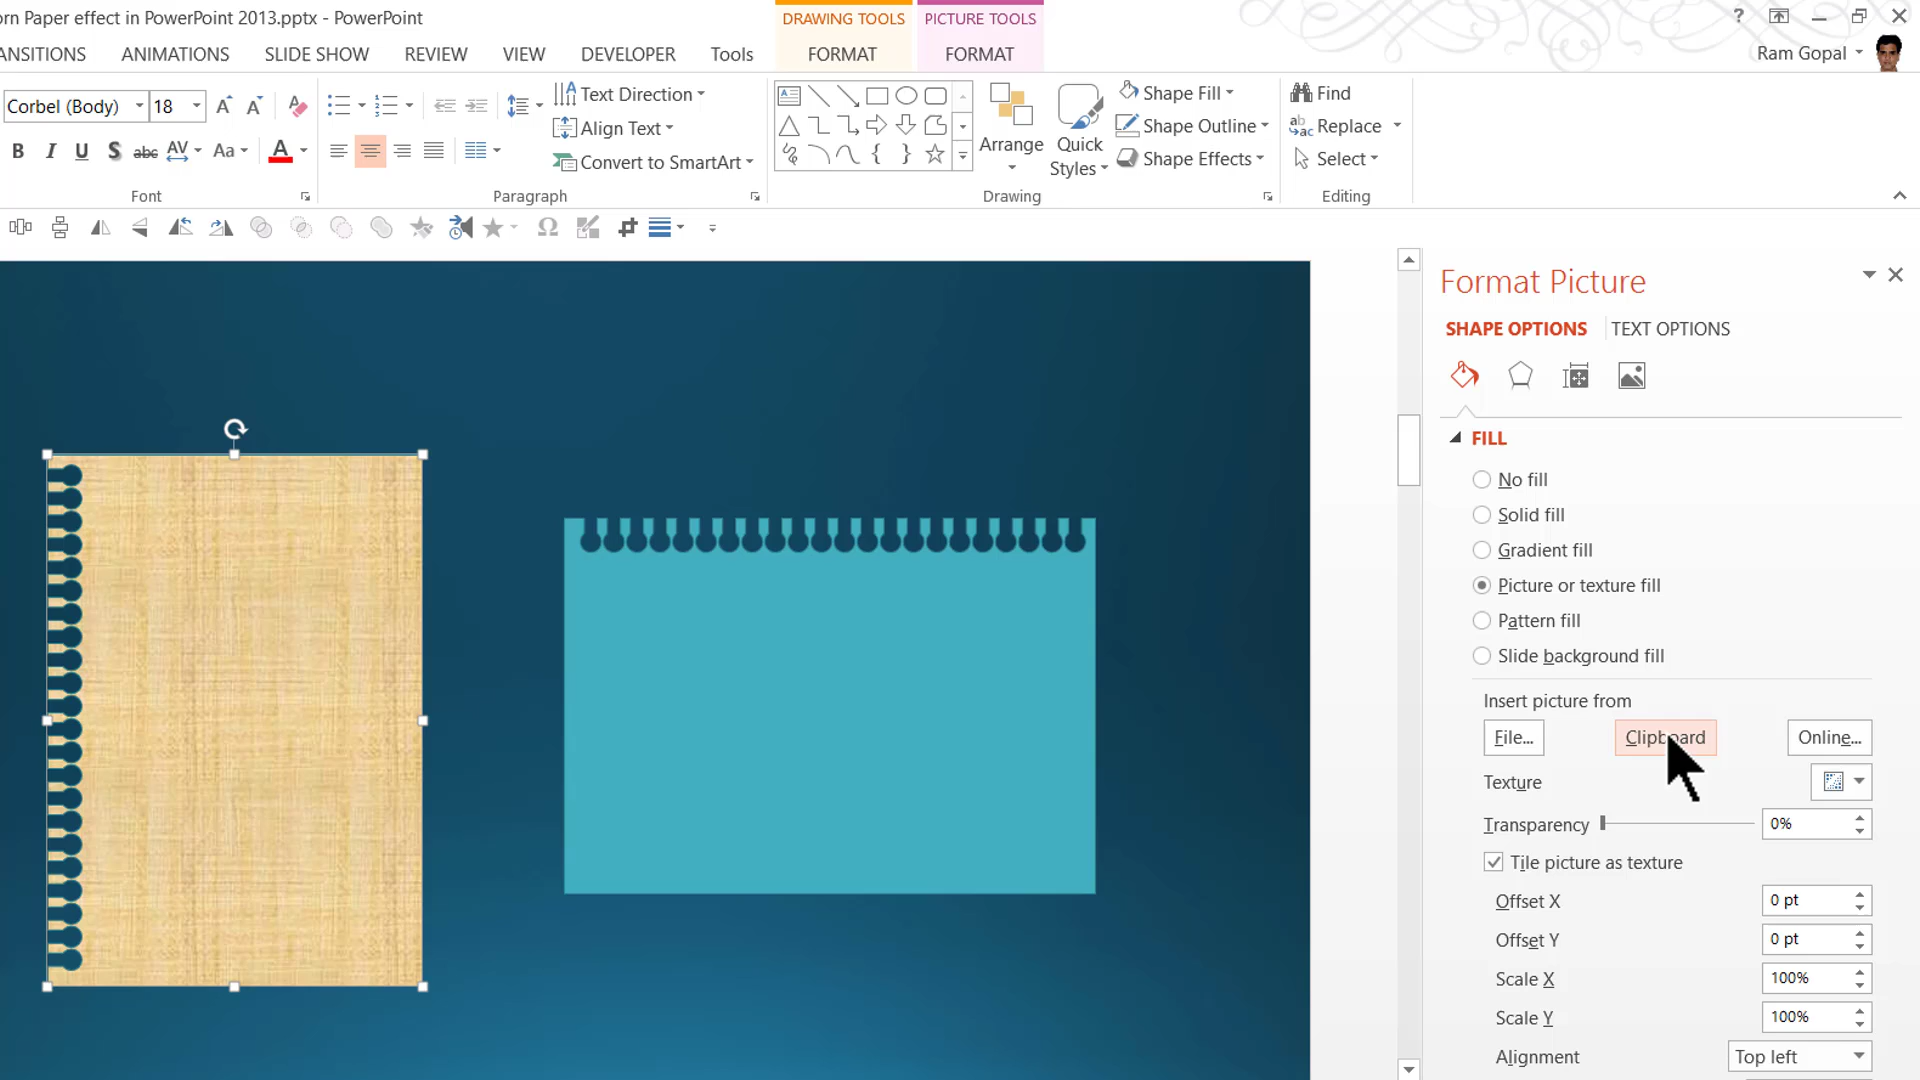 orn Paper effect in PowerPoint 2013.pptx - PowerPoint
DRAWING TOOLS
PICTURE TOOLS
?
ANSITIONS
ANIMATIONS
SLIDE SHOW
REVIEW
VIEW
DEVELOPER
Tools
FORMAT
FORMAT
Ram Gopal
Corbel (Body)
18
Text Direction
Align Text
Convert to SmartArt
B I U S abc AV Aa A
Arrange
Quick Styles
Shape Fill
Shape Outline
Shape Effects
Find
Replace
Select
Font
Paragraph
Drawing
Editing
Format Picture
SHAPE OPTIONS
TEXT OPTIONS
FILL
No fill
Solid fill
Gradient fill
Picture or texture fill
Pattern fill
Slide background fill
Insert picture from
File...
Clipboard
Online...
Texture
Transparency
0%
Tile picture as texture
Offset X
0 pt
Offset Y
0 pt
Scale X
100%
Scale Y
100%
Alignment
Top left